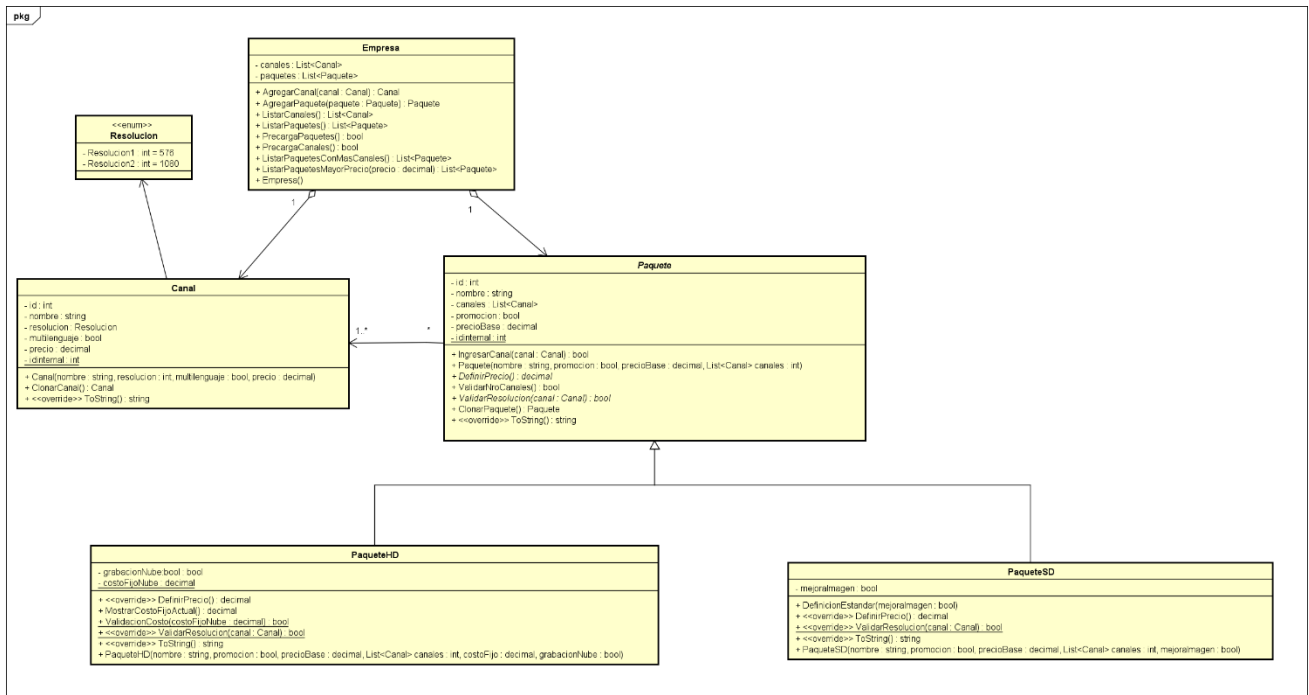 pkg
Empresa
- canales : List<Canal>
- paquetes : List<Paquete>
+ AgregarCanal(canal : Canal) : Canal
+ AgregarPaquete(paquete : Paquete) : Paquete
+ ListarCanales() : List<Canal>
+ ListarPaquetes() : List<Paquete>
+ PrecargaPaquetes() : bool
+ PrecargaCanales() : bool
+ ListarPaquetesConMasCanales() : List<Paquete>
+ ListarPaquetesMayorPrecio(precio : decimal) : List<Paquete>
+ Empresa()
<<enum>>
Resolucion
- Resolucion1 : int = 576
- Resolucion2 : int = 1080
1
1
Canal
- id : int
- nombre : string
- resolucion : Resolucion
- multilenguaje : bool
- precio : decimal
- idinternal : int
+ Canal(nombre : string, resolucion : int, multilenguaje : bool, precio : decimal)
+ ClonarCanal() : Canal
+ <<override>> ToString() : string
1..*
*
Paquete
- id : int
- nombre : string
- canales : List<Canal>
- promocion : bool
- precioBase : decimal
- idinternal : int
+ IngresarCanal(canal : Canal) : bool
+ Paquete(nombre : string, promocion : bool, precioBase : decimal, List<Canal> canales : int)
+ DefinirPrecio() : decimal
+ ValidarNroCanales() : bool
+ ValidarResolucion(canal : Canal) : bool
+ ClonarPaquete() : Paquete
+ <<override>> ToString() : string
PaqueteHD
- grabacionNube:bool : bool
- costoFijoNube : decimal
+ <<override>> DefinirPrecio() : decimal
+ MostrarCostoFijoActual() : decimal
+ ValidacionCosto(costoFijoNube : decimal) : bool
+ <<override>> ValidarResolucion(canal : Canal) : bool
+ <<override>> ToString() : string
+ PaqueteHD(nombre : string, promocion : bool, precioBase : decimal, List<Canal> canales : int, costoFijo : decimal, grabacionNube : bool)
PaqueteSD
- mejoraImagen : bool
+ DefinicionEstandar(mejoraImagen : bool)
+ <<override>> DefinirPrecio() : decimal
+ <<override>> ValidarResolucion(canal : Canal) : bool
+ <<override>> ToString() : string
+ PaqueteSD(nombre : string, promocion : bool, precioBase : decimal, List<Canal> canales : int, mejoraImagen : bool)